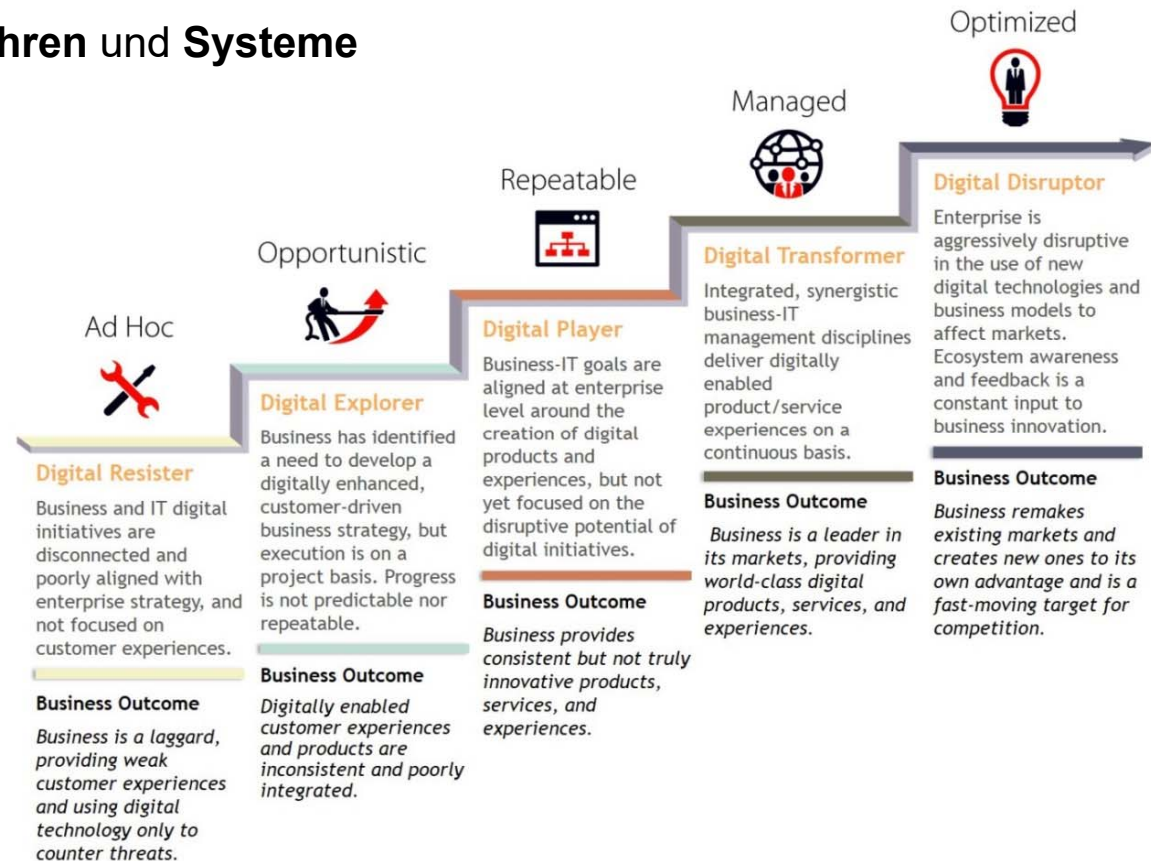 hren und Systeme
Ad Hoc
Digital Resister
Business and IT digital
initiatives are
disconnected and
poorly aligned with
enterprise strategy, and
not focused on
customer experiences.
Business Outcome
Business is a laggard,
providing weak
customer experiences
and using digital
technology only to
counter threats.
Opportunistic
Digital Explorer
Business has identified
a need to develop a
digitally enhanced,
customer-driven
business strategy, but
execution is on a
project basis. Progress
is not predictable nor
repeatable.
Business Outcome
Digitally enabled
customer experiences
and products are
inconsistent and poorly
integrated.
Repeatable
Digital Player
Business-IT goals are
aligned at enterprise
level around the
creation of digital
products and
experiences, but not
yet focused on the
disruptive potential of
digital initiatives.
Business Outcome
Business provides
consistent but not truly
innovative products,
services, and
experiences.
Managed
Digital Transformer
Integrated, synergistic
business-IT
management disciplines
deliver digitally
enabled
product/service
experiences on a
continuous basis.
Business Outcome
Business is a leader in
its markets, providing
world-class digital
products, services, and
experiences.
Optimized
Digital Disruptor
Enterprise is
aggressively disruptive
in the use of new
digital technologies and
business models to
affect markets.
Ecosystem awareness
and feedback is a
constant input to
business innovation.
Business Outcome
Business remakes
existing markets and
creates new ones to its
own advantage and is a
fast-moving target for
competition.